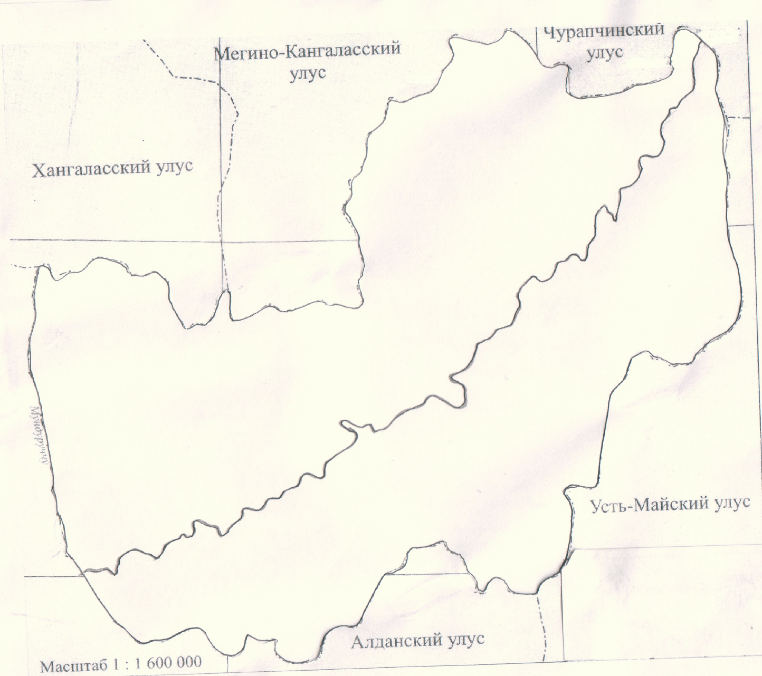 Мегино-Кангаласский
улус
Чурапчинский
улус
Хангаласский улус
Усть-Майский улус
Алданский улус
Масштаб 1 : 1 600 000